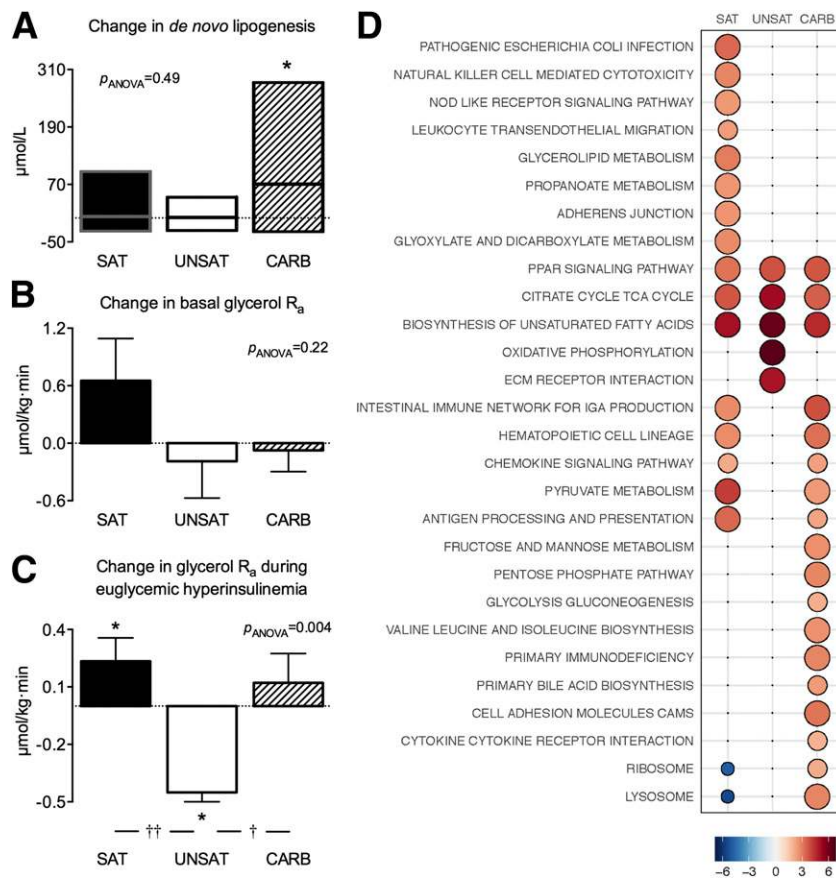 A
Change in de novo lipogenesis
310
190
70
-50
µmol/L
pANOVA=0.49
*
SAT UNSAT CARB
B
Change in basal glycerol Ra
1.2
0.6
0.0
-0.6
µmol/kg·min
pANOVA=0.22
SAT UNSAT CARB
C
Change in glycerol Ra during
euglycemic hyperinsulinemia
0.4
0.1
-0.2
-0.5
µmol/kg·min
*
pANOVA=0.004
*
†† †
SAT UNSAT CARB
D
SAT UNSAT CARB
PATHOGENIC ESCHERICHIA COLI INFECTION
NATURAL KILLER CELL MEDIATED CYTOTOXICITY
NOD LIKE RECEPTOR SIGNALING PATHWAY
LEUKOCYTE TRANSENDOTHELIAL MIGRATION
GLYCEROLIPID METABOLISM
PROPANOATE METABOLISM
ADHERENS JUNCTION
GLYOXYLATE AND DICARBOXYLATE METABOLISM
PPAR SIGNALING PATHWAY
CITRATE CYCLE TCA CYCLE
BIOSYNTHESIS OF UNSATURATED FATTY ACIDS
OXIDATIVE PHOSPHORYLATION
ECM RECEPTOR INTERACTION
INTESTINAL IMMUNE NETWORK FOR IGA PRODUCTION
HEMATOPOIETIC CELL LINEAGE
CHEMOKINE SIGNALING PATHWAY
PYRUVATE METABOLISM
ANTIGEN PROCESSING AND PRESENTATION
FRUCTOSE AND MANNOSE METABOLISM
PENTOSE PHOSPHATE PATHWAY
GLYCOLYSIS GLUCONEOGENESIS
VALINE LEUCINE AND ISOLEUCINE BIOSYNTHESIS
PRIMARY IMMUNODEFICIENCY
PRIMARY BILE ACID BIOSYNTHESIS
CELL ADHESION MOLECULES CAMS
CYTOKINE CYTOKINE RECEPTOR INTERACTION
RIBOSOME
LYSOSOME
-6 -3 0 3 6